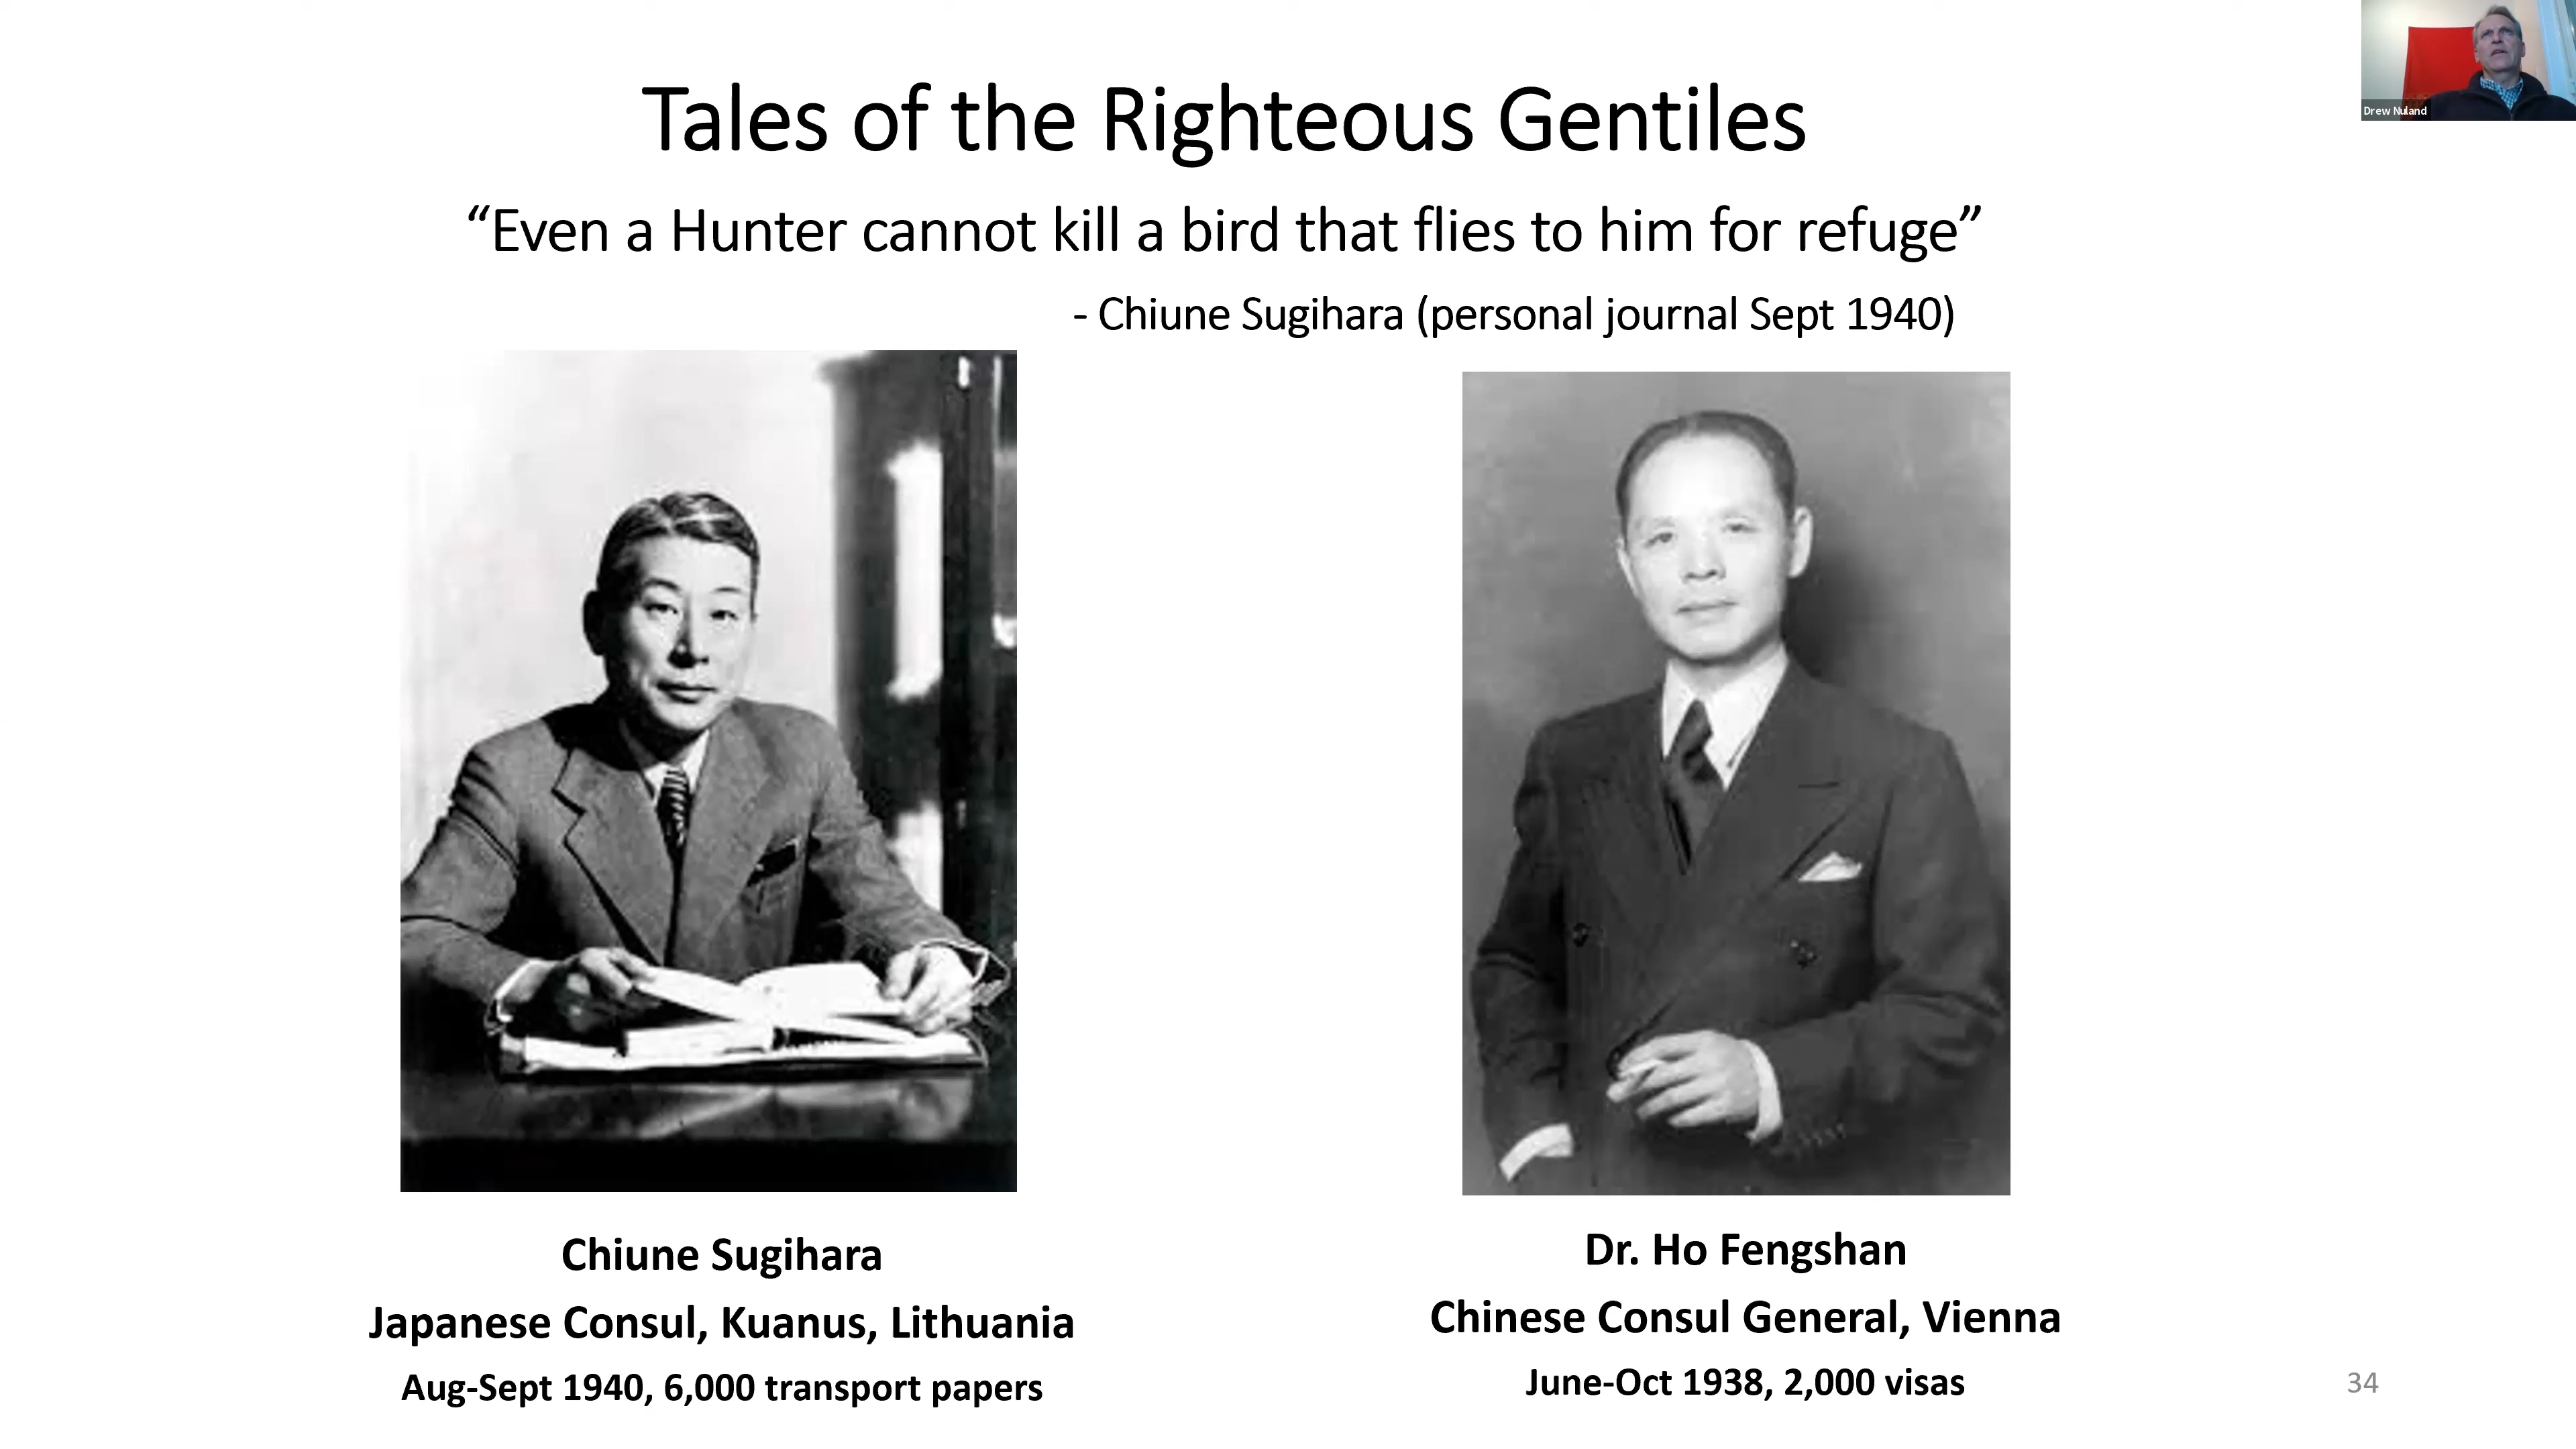 Tales of the Righteous Gentiles
“Even a Hunter cannot kill a bird that flies to him for refuge”
- Chiune Sugihara (personal journal Sept 1940)
Drew Nuland
Chiune Sugihara
Japanese Consul, Kuanus, Lithuania
Aug-Sept 1940, 6,000 transport papers
Dr. Ho Fengshan
Chinese Consul General, Vienna
June-Oct 1938, 2,000 visas
34